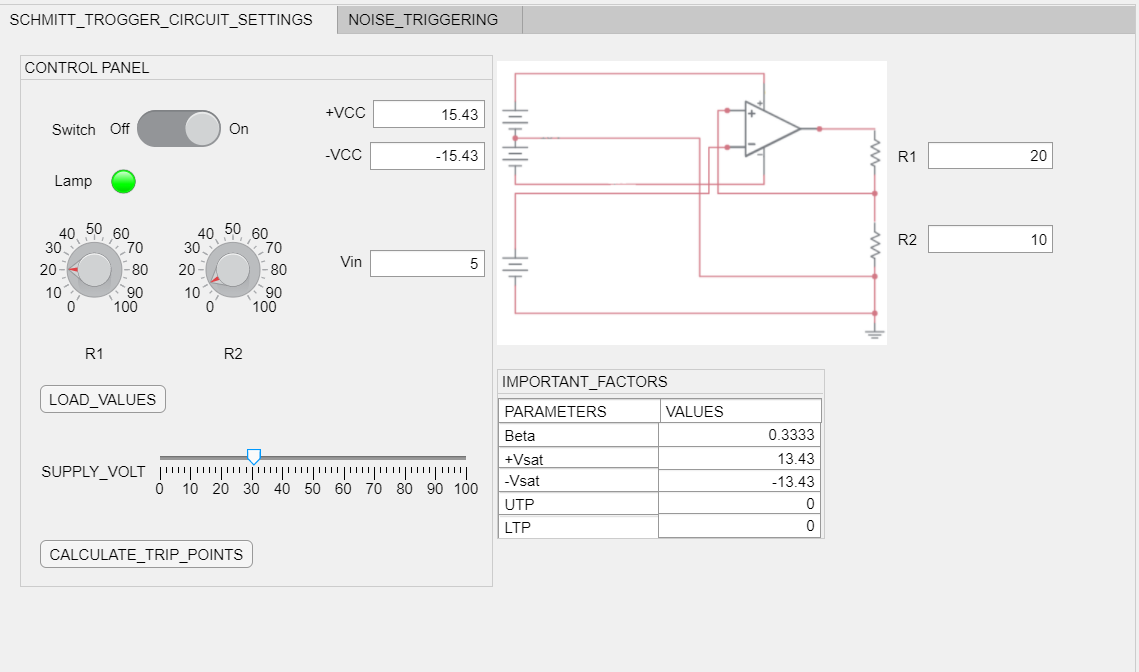 SCHMITT_TROGGER_CIRCUIT_SETTINGS NOISE_TRIGGERING
CONTROL PANEL
Switch Off On
Lamp
+VCC 15.43
-VCC -15.43
Vin 5
0 10 20 30 40 50 60 70 80 90 100
R1
0 10 20 30 40 50 60 70 80 90 100
R2
LOAD_VALUES
SUPPLY_VOLT
0 10 20 30 40 50 60 70 80 90 100
CALCULATE_TRIP_POINTS
+
−
+
−
R1 20
R2 10
IMPORTANT_FACTORS
PARAMETERS VALUES
Beta 0.3333
+Vsat 13.43
-Vsat -13.43
UTP 0
LTP 0